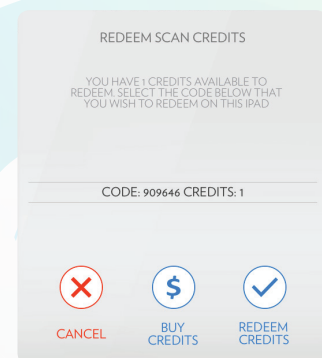 REDEEM SCAN CREDITS
YOU HAVE 1 CREDITS AVAILABLE TO
REDEEM. SELECT THE CODE BELOW THAT
YOU WISH TO REDEEM ON THIS IPAD
CODE: 909646 CREDITS: 1
$
CANCEL
BUY
CREDITS
REDEEM
CREDITS